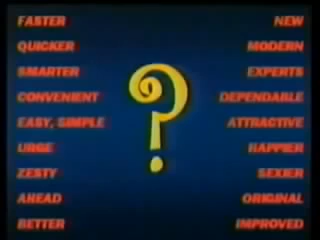 FASTER
QUICKER
SMARTER
CONVENIENT
EASY, SIMPLE
URGE
ZESTY
AHEAD
BETTER
?
NEW
MODERN
EXPERTS
DEPENDABLE
ATTRACTIVE
HAPPIER
SEXIER
ORIGINAL
IMPROVED